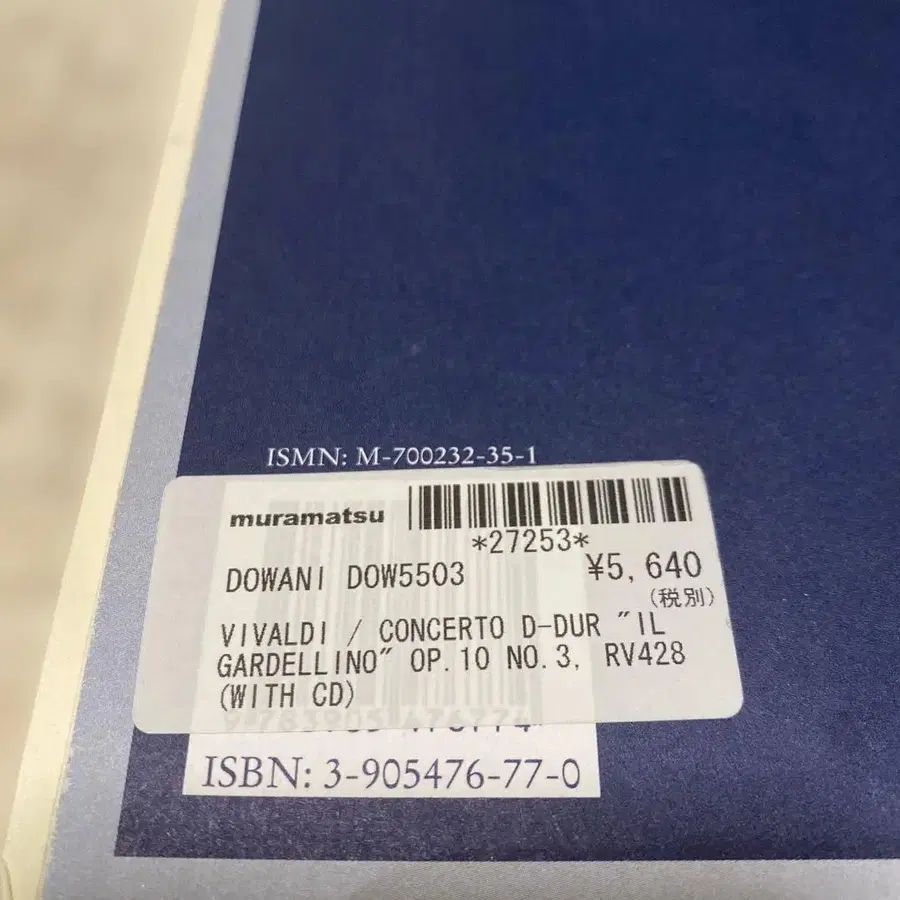 ISMN: M-700232-35-1
muramatsu
*27253*
DOWANI DOW5503
¥5,640
(税別)
VIVALDI / CONCERTO D-DUR "IL
GARDELLINO" OP.10 NO.3, RV428
(WITH CD)
ISBN: 3-905476-77-0